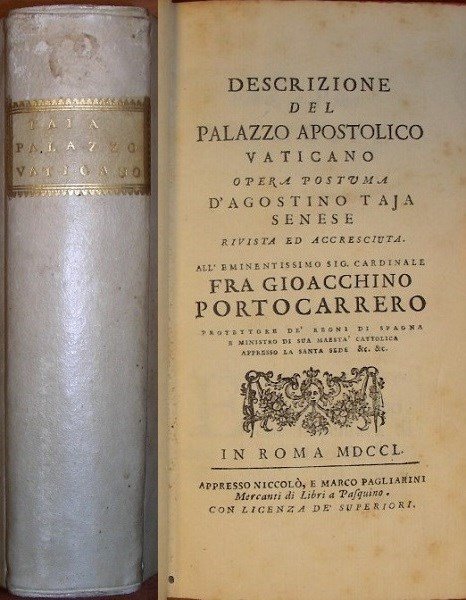 TAIA
PALAZZO
VATICANO
DESCRIZIONE
DEL
PALAZZO APOSTOLICO
VATICANO
OPERA POSTUMA
D'AGOSTINO TAJA
SENESE
RIVISTA ED ACCRESCIUTA.
ALL' EMINENTISSIMO SIG. CARDINALE
FRA GIOACCHINO
PORTOCARRERO
PROTETTORE DE' REGNI DI SPAGNA
E MINISTRO DI SUA MAESTA' CATTOLICA
APPRESSO LA SANTA SEDE &c. &c.
IN ROMA MDCCL.
APPRESSO NICCOLÒ, E MARCO PAGLIARINI
Mercanti di Libri a Pasquino.
CON LICENZA DE' SUPERIORI.